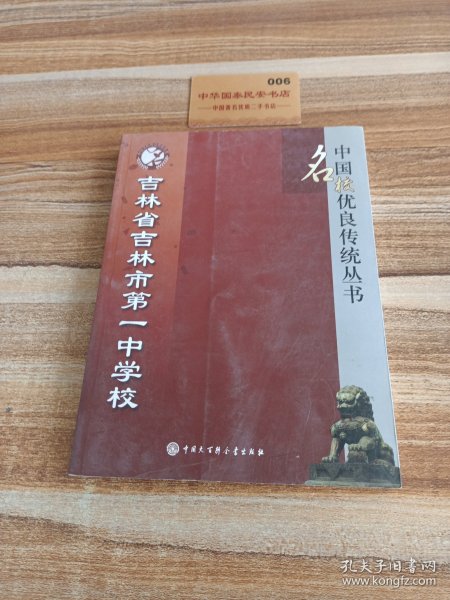 006
中华国泰民安书店
中国著名优质二手书店
中国名校优良传统丛书
吉林省吉林市第一中学校
中国大百科全书出版社
孔夫子旧书网
www.kongfz.com